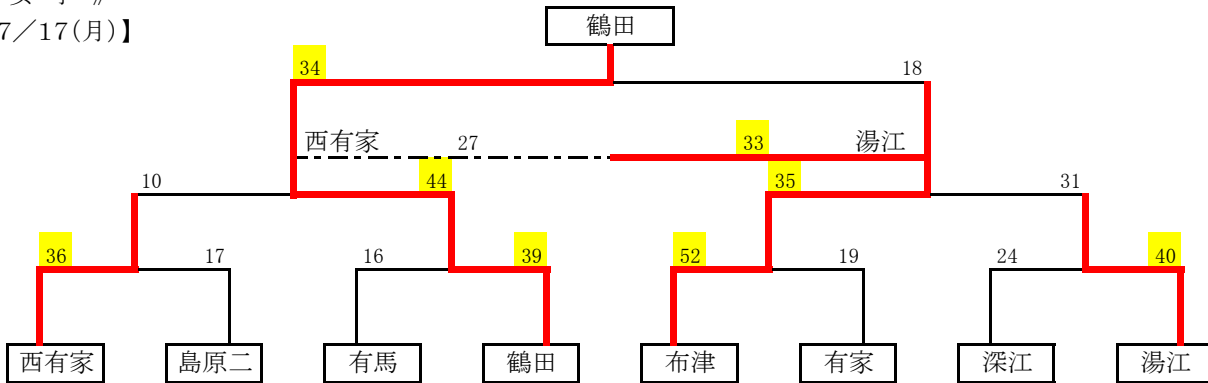 女
7／17(月)】
鶴田
34
18
西有家
27
33
湯江
10
44
35
31
36
17
16
39
52
19
24
40
西有家
島原二
有馬
鶴田
布津
有家
深江
湯江